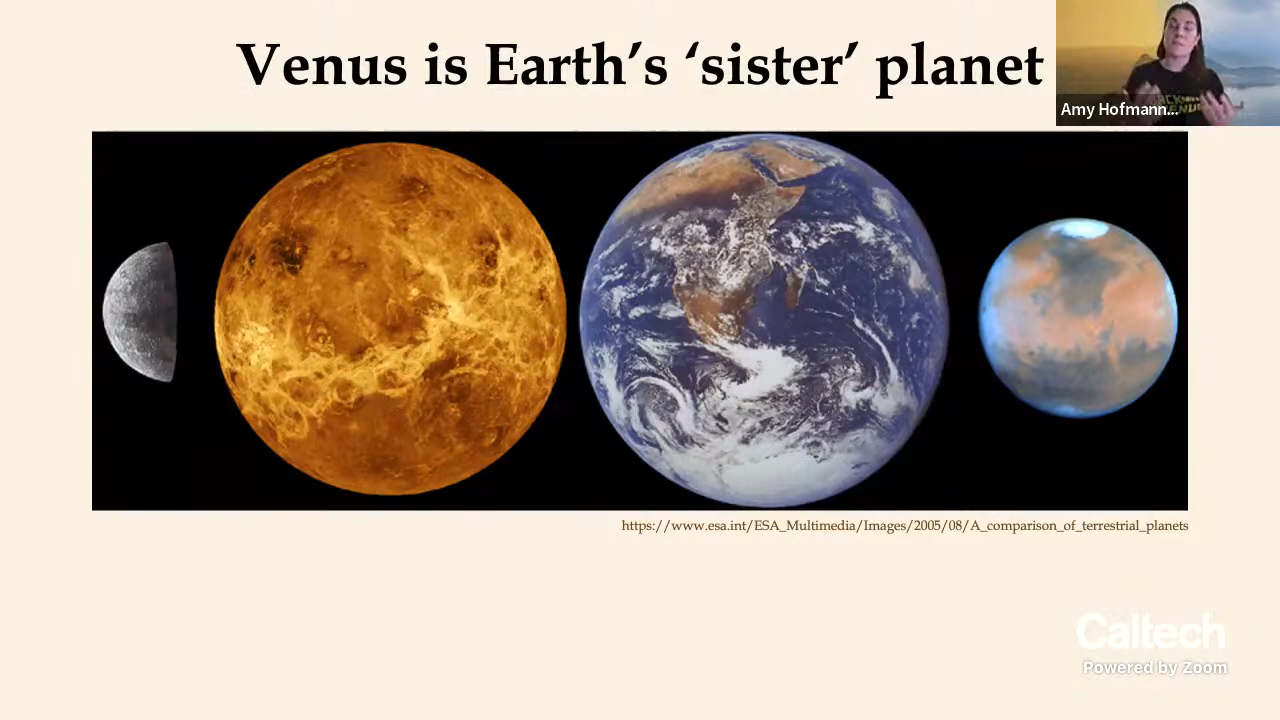 Venus is Earth’s ‘sister’ planet
Amy Hofmann...
https://www.esa.int/ESA_Multimedia/Images/2005/08/A_comparison_of_terrestrial_planets
Caltech
Powered by Zoom